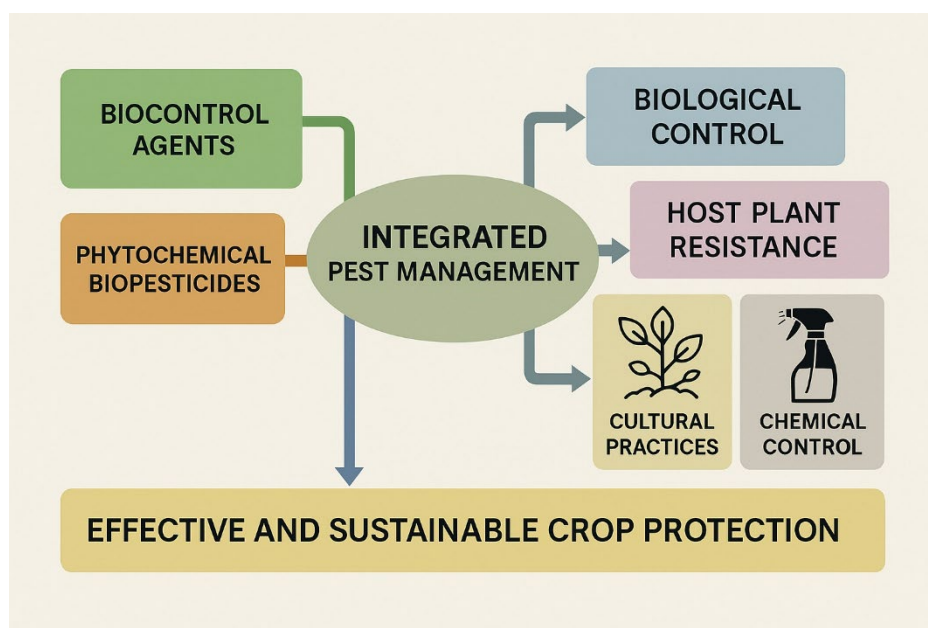 BIOCONTROL
AGENTS
PHYTOCHEMICAL
BIOPESTICIDES
INTEGRATED
PEST MANAGEMENT
BIOLOGICAL
CONTROL
HOST PLANT
RESISTANCE
CULTURAL
PRACTICES
CHEMICAL
CONTROL
EFFECTIVE AND SUSTAINABLE CROP PROTECTION